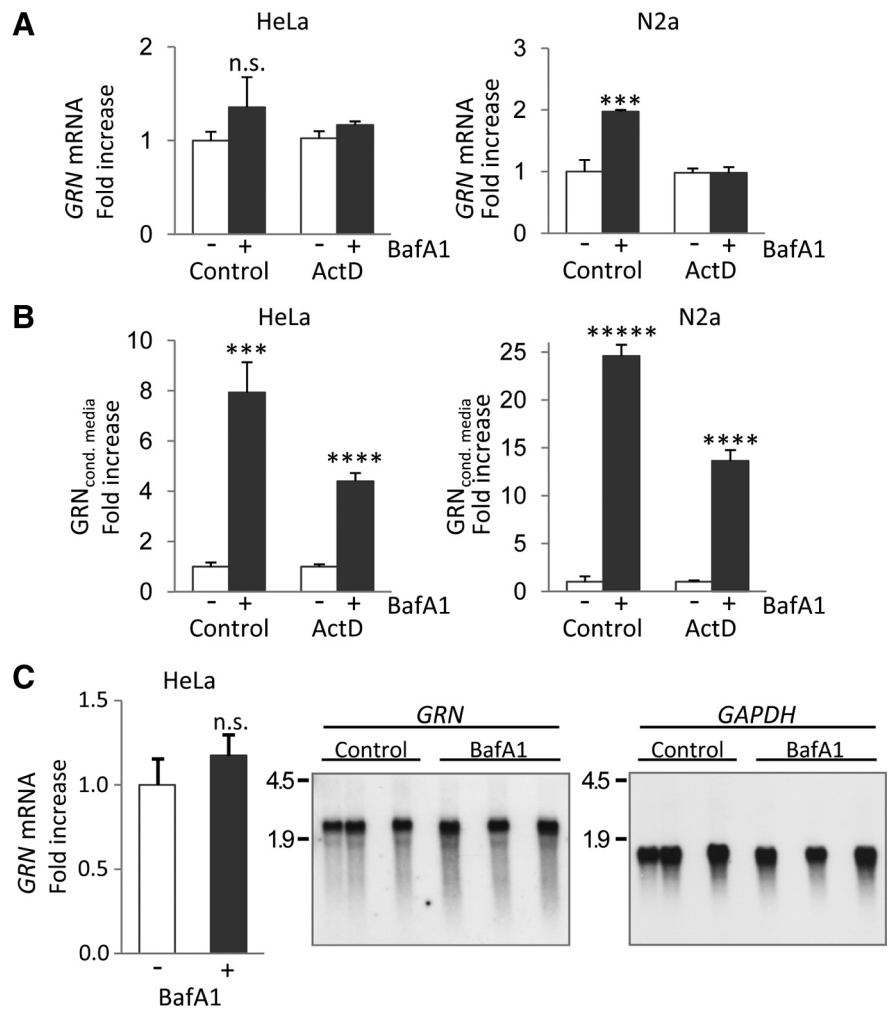 A
HeLa
N2a
GRN mRNA
Fold increase
2
1
0
n.s.
- + - + BafA1
Control ActD
GRN mRNA
Fold increase
3
2
1
0
***
- + - + BafA1
Control ActD
B
HeLa
N2a
GRNcond. media
Fold increase
10
8
6
4
2
0
***
****
- + - + BafA1
Control ActD
GRNcond. media
Fold increase
25
20
15
10
5
0
*****
****
- + - + BafA1
Control ActD
C
HeLa
GRN mRNA
Fold increase
1.5
1.0
0.5
0.0
n.s.
- +
BafA1
GRN
Control BafA1
4.5
1.9
GAPDH
Control BafA1
4.5
1.9